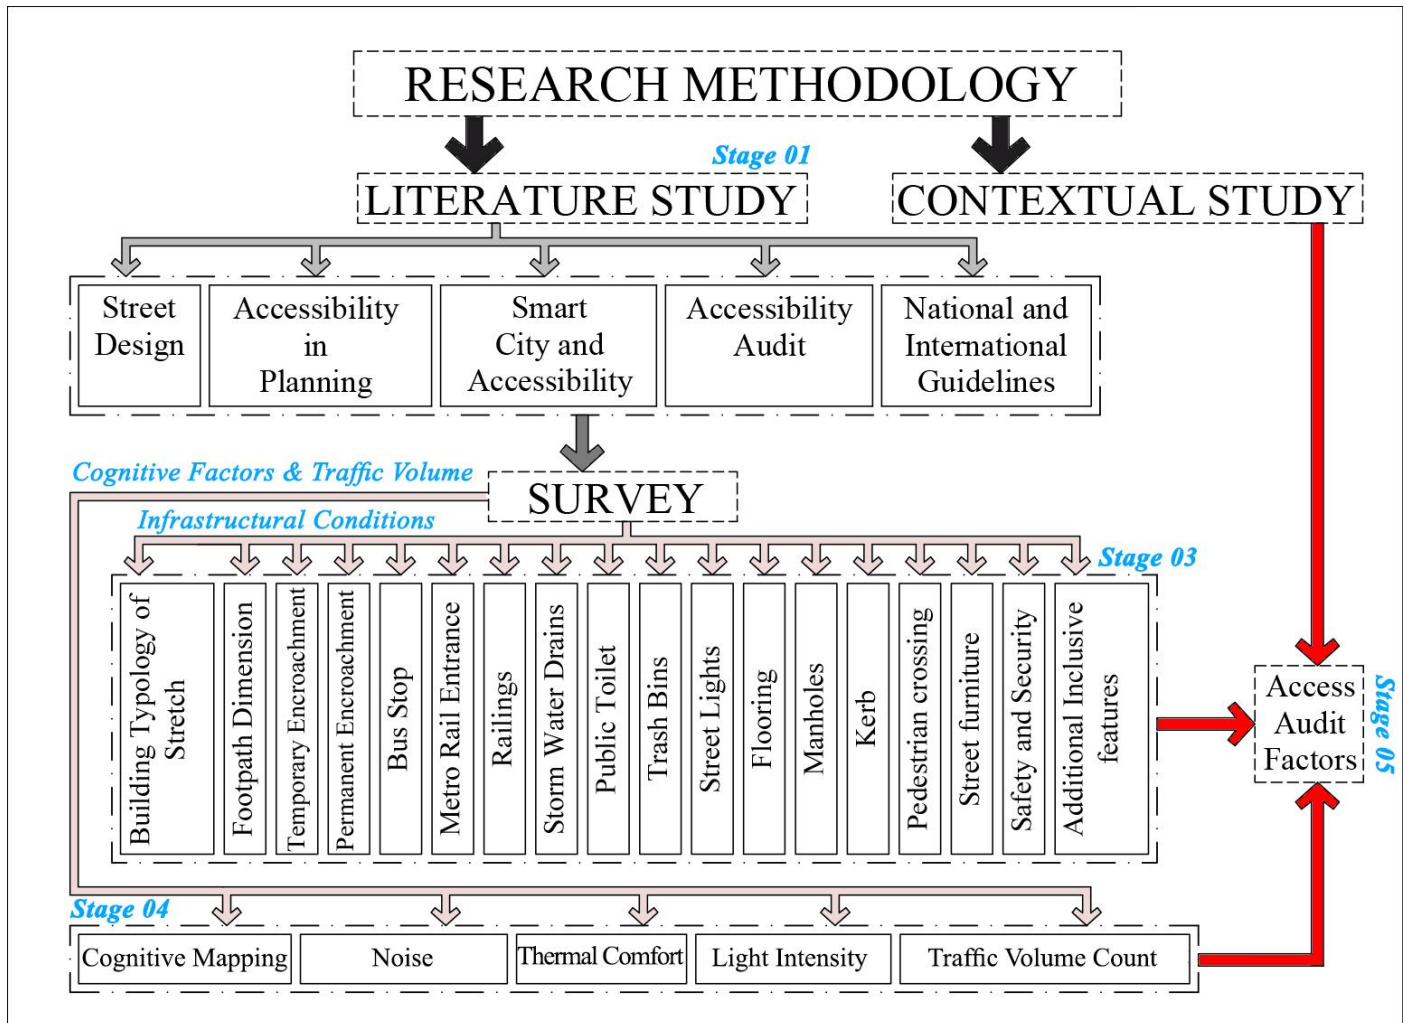 RESEARCH METHODOLOGY
Stage 01
LITERATURE STUDY
CONTEXTUAL STUDY
Street
Design
Accessibility
in
Planning
Smart
City and
Accessibility
Accessibility
Audit
National and
International
Guidelines
Cognitive Factors & Traffic Volume
SURVEY
Infrastructural Conditions
Stage 03
Building Typology of
Stretch
Footpath Dimension
Temporary Encroachment
Permanent Encroachment
Bus Stop
Metro Rail Entrance
Railings
Storm Water Drains
Public Toilet
Trash Bins
Street Lights
Flooring
Manholes
Kerb
Pedestrian crossing
Street furniture
Safety and Security
Additional Inclusive
features
Access
Audit
Factors
Stage 05
Stage 04
Cognitive Mapping
Noise
Thermal Comfort
Light Intensity
Traffic Volume Count